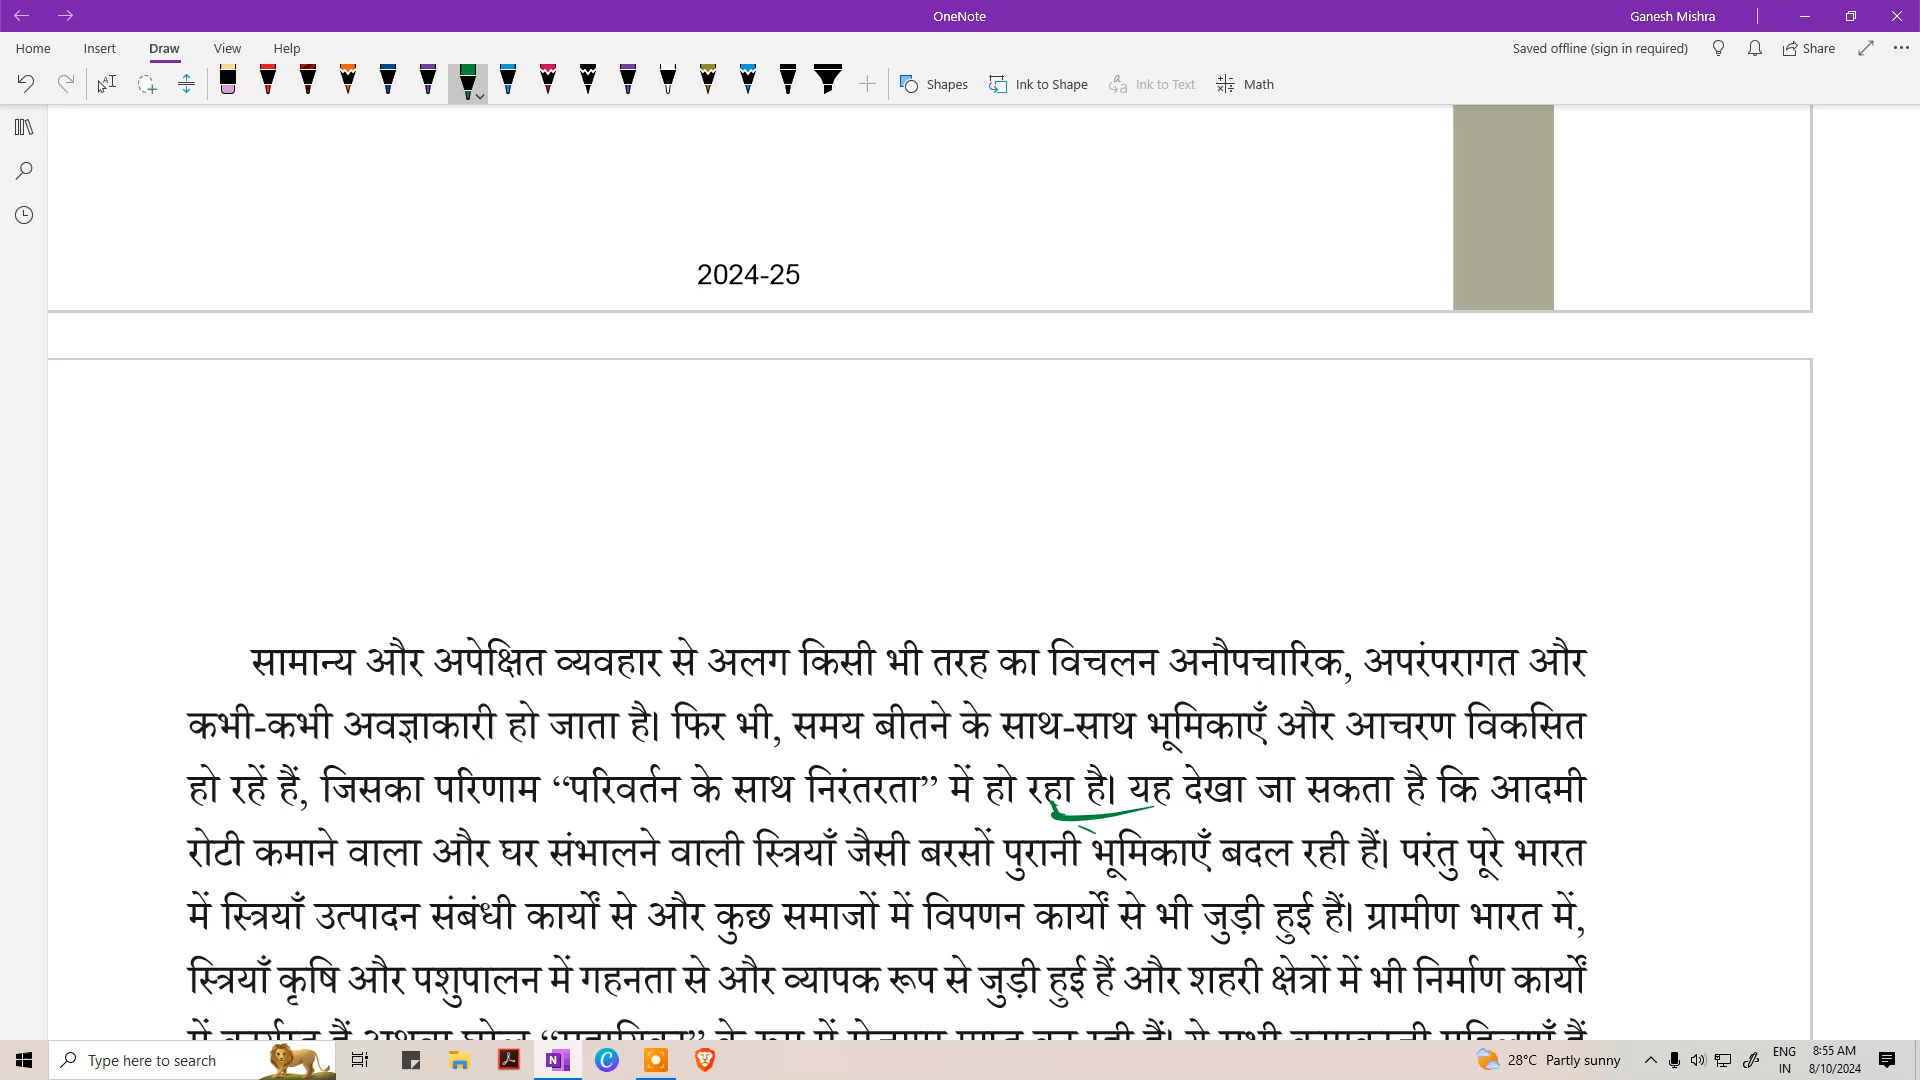 OneNote
Ganesh Mishra
Home Insert Draw View Help
Saved offline (sign in required) Share
Shapes Ink to Shape Ink to Text Math
2024-25
सामान्य और अपेक्षित व्यवहार से अलग किसी भी तरह का विचलन अनौपचारिक, अपरंपरागत और
कभी-कभी अवज्ञाकारी हो जाता है। फिर भी, समय बीतने के साथ-साथ भूमिकाएँ और आचरण विकसित
हो रहें हैं, जिसका परिणाम “परिवर्तन के साथ निरंतरता” में हो रहा है। यह देखा जा सकता है कि आदमी
रोटी कमाने वाला और घर संभालने वाली स्त्रियाँ जैसी बरसों पुरानी भूमिकाएँ बदल रही हैं। परंतु पूरे भारत
में स्त्रियाँ उत्पादन संबंधी कार्यों से और कुछ समाजों में विपणन कार्यों से भी जुड़ी हुई हैं। ग्रामीण भारत में,
स्त्रियाँ कृषि और पशुपालन में गहनता से और व्यापक रूप से जुड़ी हुई हैं और शहरी क्षेत्रों में भी निर्माण कार्यों
Type here to search
28°C Partly sunny
ENG
IN
8:55 AM
8/10/2024